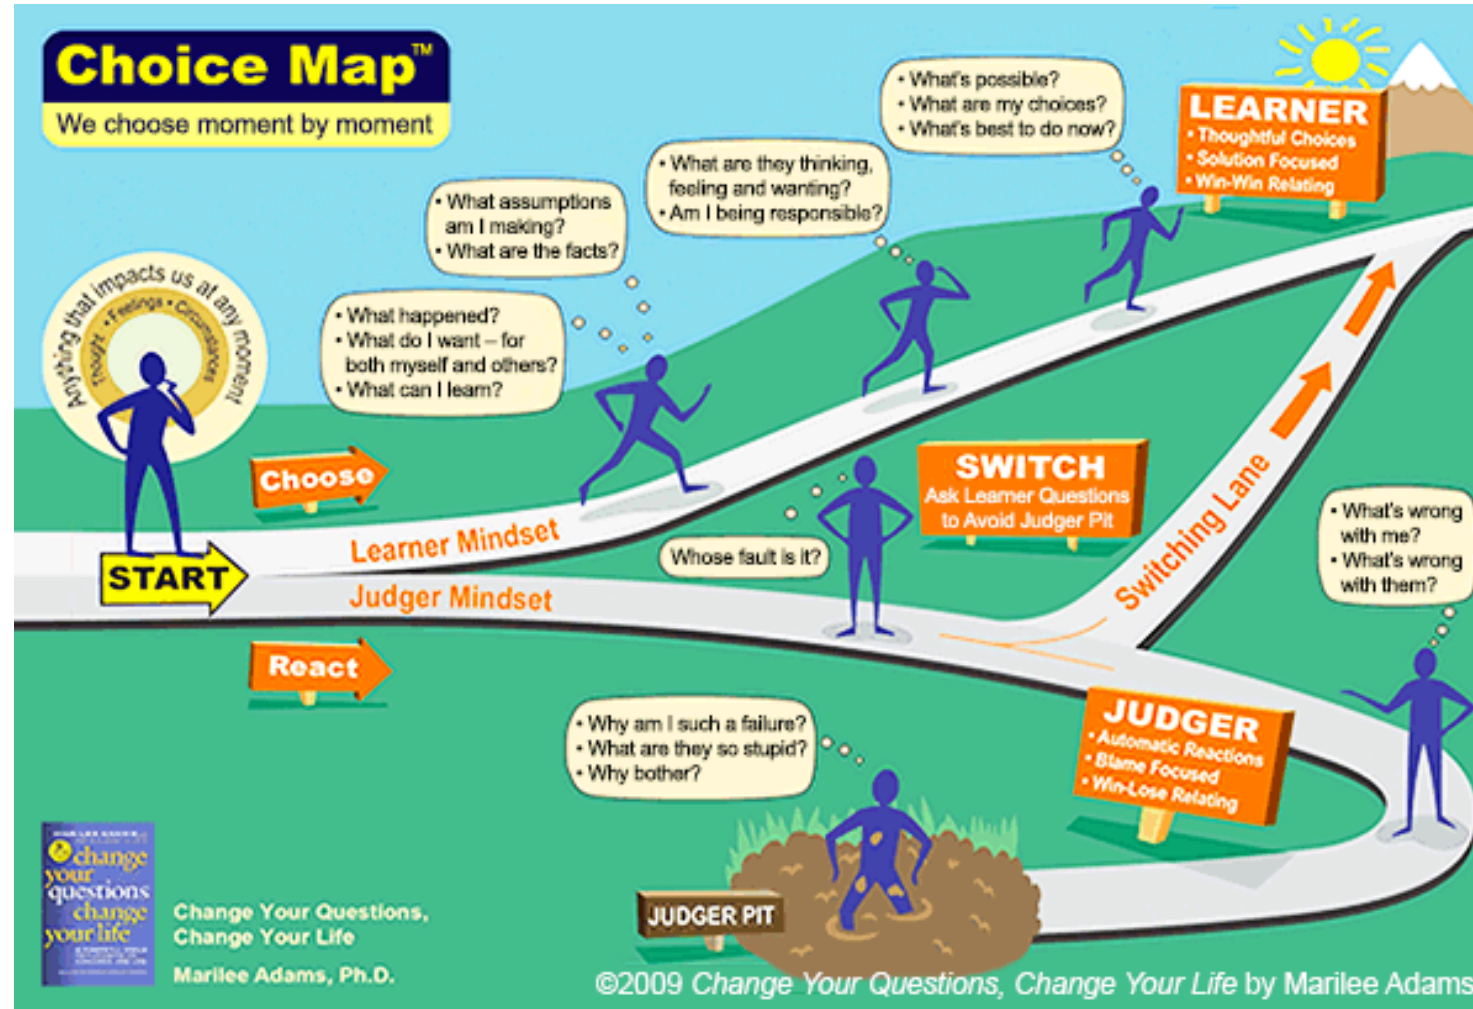 Choice Map™
We choose moment by moment
• What's possible?
• What are my choices?
• What's best to do now?
LEARNER
• Thoughtful Choices
• Solution Focused
• Win-Win Relating
• What are they thinking,
feeling and wanting?
• Am I being responsible?
• What assumptions
am I making?
• What are the facts?
• What happened?
• What do I want – for
both myself and others?
• What can I learn?
Anything that impacts us at any moment
Thought • Feelings • Circumstances
Choose
START
Learner Mindset
Judger Mindset
React
Whose fault is it?
SWITCH
Ask Learner Questions
to Avoid Judger Pit
Switching Lane
• What's wrong
with me?
• What's wrong
with them?
JUDGER
• Automatic Reactions
• Blame Focused
• Win-Lose Relating
• Why am I such a failure?
• What are they so stupid?
• Why bother?
JUDGER PIT
change
your
questions
change
your life
Change Your Questions,
Change Your Life
Marilee Adams, Ph.D.
©2009 Change Your Questions, Change Your Life by Marilee Adams